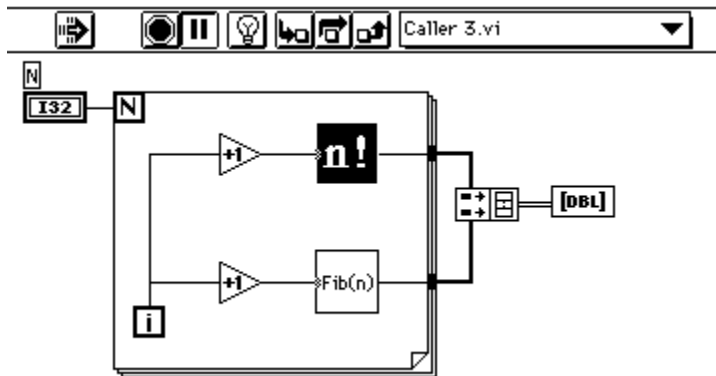 Caller 3.vi
N
I32
N
+1
n!
[DBL]
+1
Fib(n)
i